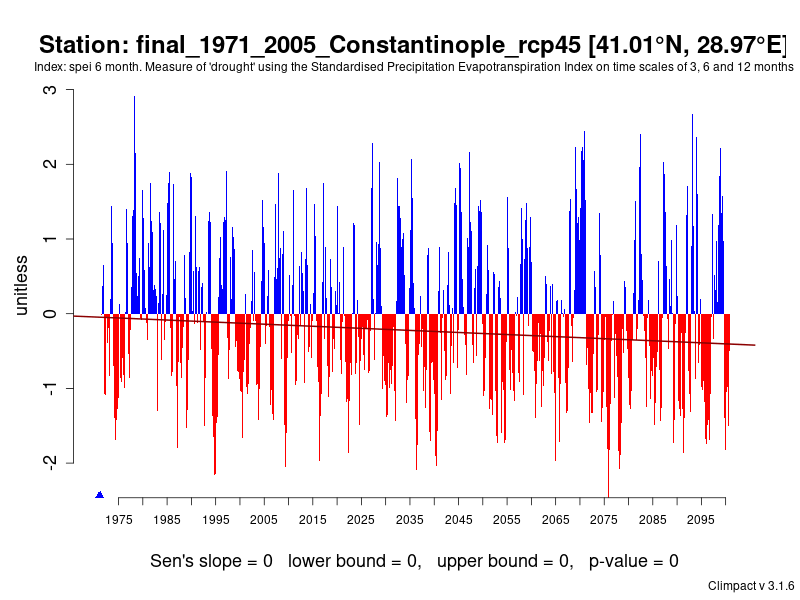 Station: final_1971_2005_Constantinople_rcp45 [41.01°N, 28.97°E]
Index: spei 6 month. Measure of 'drought' using the Standardised Precipitation Evapotranspiration Index on time scales of 3, 6 and 12 months
3
2
1
0
-1
-2
unitless
1975 1985 1995 2005 2015 2025 2035 2045 2055 2065 2075 2085 2095
Sen's slope = 0 lower bound = 0, upper bound = 0, p-value = 0
Climpact v 3.1.6